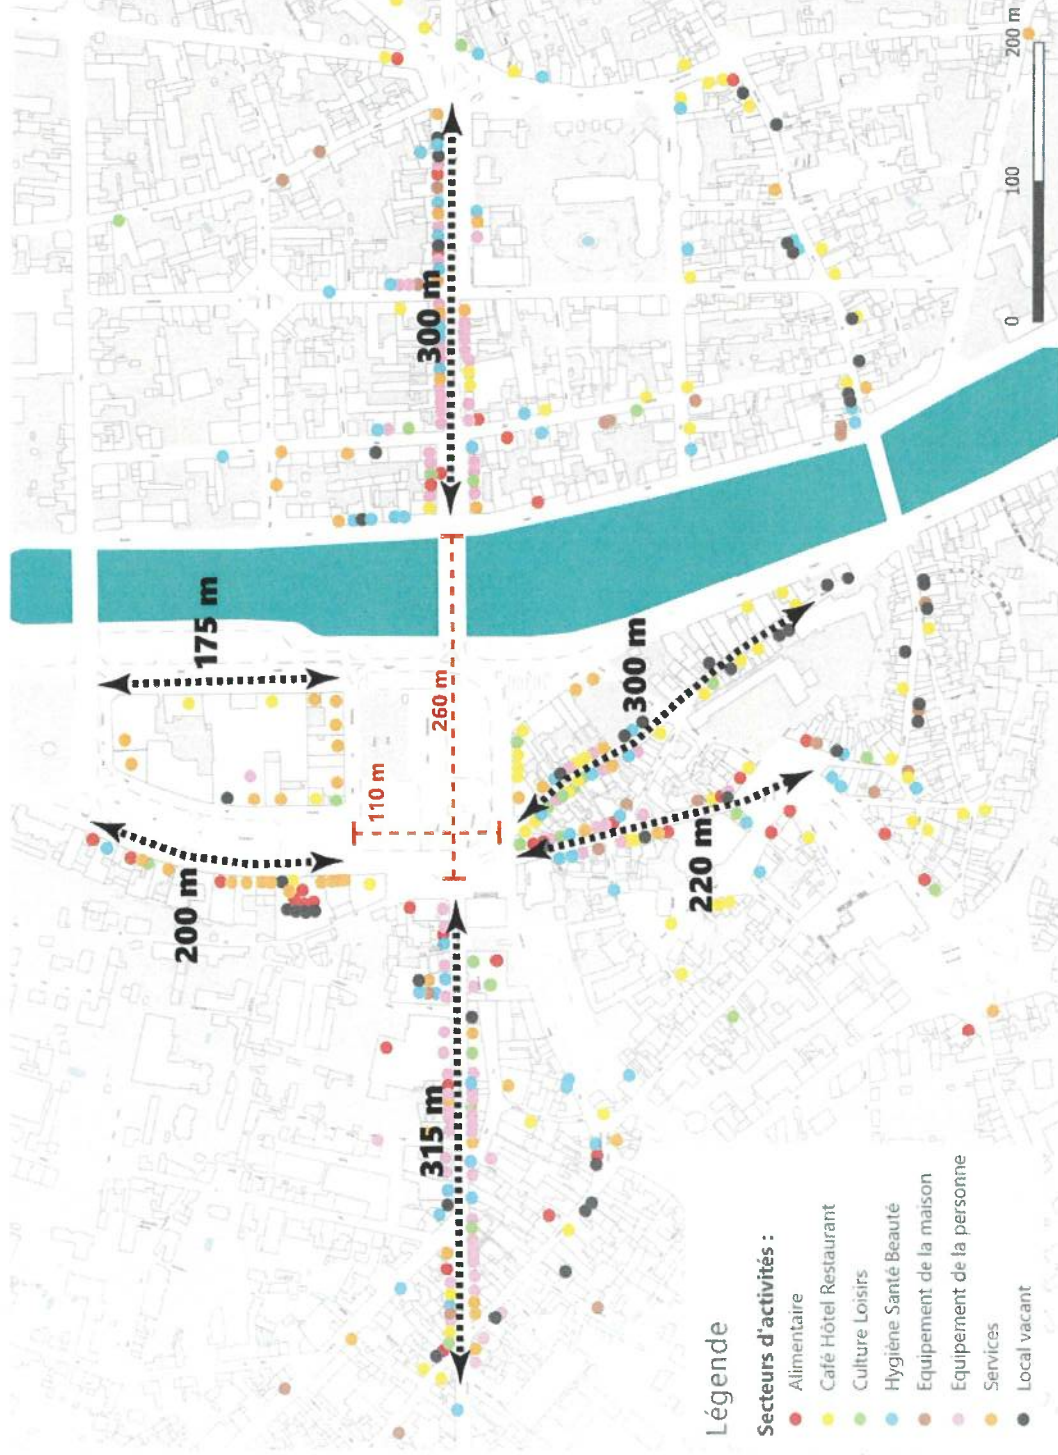 315 m
200 m
175 m
110 m
260 m
300 m
220 m
300 m
Légende
Secteurs d'activités :
Alimentaire
Café Hôtel Restaurant
Culture Loisirs
Hygiène Santé Beauté
Equipement de la maison
Equipement de la personne
Services
Local vacant
0 100 200 m